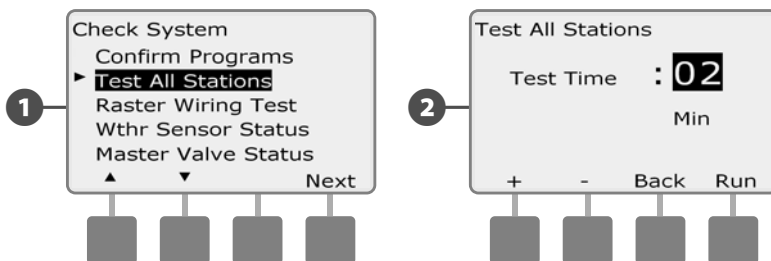 1
Check System
Confirm Programs
► Test All Stations
Raster Wiring Test
Wthr Sensor Status
Master Valve Status
▲ ▼ Next
2
Test All Stations
Test Time : 02
Min
+ - Back Run